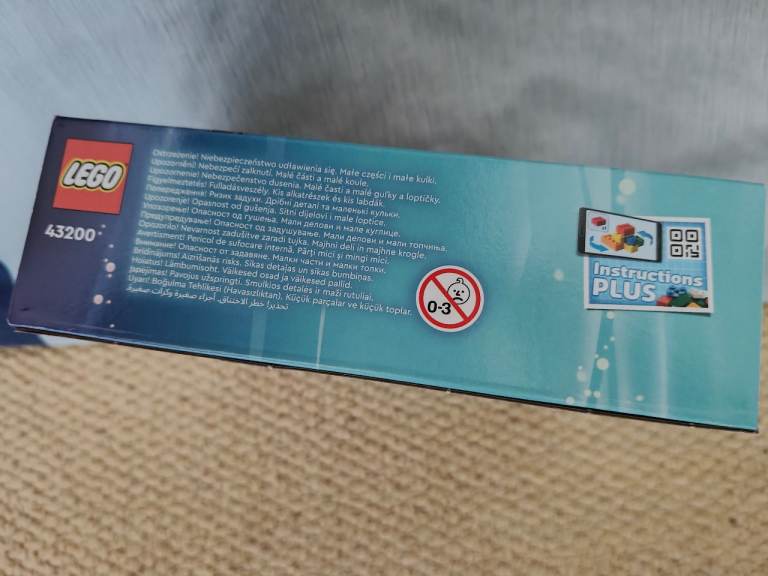 LEGO
43200
Ostrzeżenie! Niebezpieczeństwo udławienia się. Małe części i małe kulki.
Upozornění! Nebezpečí zalknutí. Malé části a malé koule.
Upozornenie! Nebezpečenstvo dusenia. Malé časti a malé guľky a loptičky.
Figyelmeztetés! Fulladásveszély. Kis alkatrészek és kis labdák.
Попередження! Ризик задухи. Дрібні деталі та маленькі кульки.
Upozorenje! Opasnost od gušenja. Sitni dijelovi i male loptice.
Упозорење! Опасност од гушења. Мали делови и мале куглице.
Предупредување! Опасност од задушување. Мали делови и мали топчиња.
Opozorilo! Nevarnost zadušitve zaradi tujka. Majhni deli in majhne krogle.
Avertisment! Pericol de sufocare internă. Părți mici și mingi mici.
Внимание! Опасност от задавяне. Малки части и малки топки.
Brīdinājums! Aizrīšanās risks. Sīkas detaļas un sīkas bumbiņas.
Hoiatus! Lämbumisoht. Väikesed osad ja väikesed pallid.
Įspėjimas! Pavojus užspringti. Smulkios detalės ir maži rutuliai.
Uyarı! Boğulma Tehlikesi (Havasızlıktan). Küçük parçalar ve küçük toplar.
تحذير! خطر الاختناق. أجزاء صغيرة وكرات صغيرة.
0-3
Instructions
PLUS